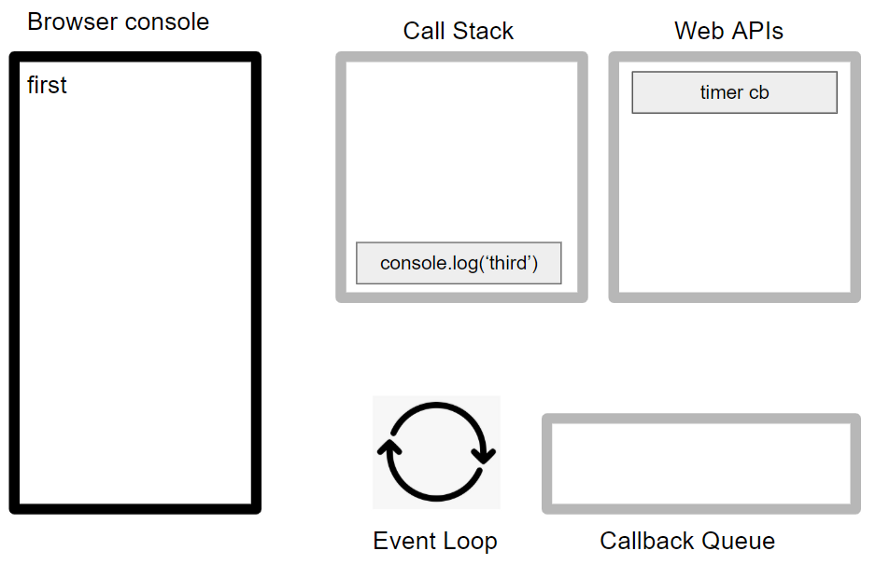 Browser console
first
Call Stack
console.log(‘third’)
Web APIs
timer cb
Event Loop
Callback Queue